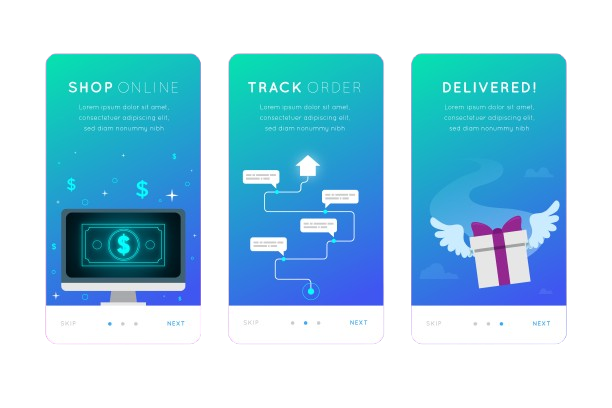 SHOP ONLINE
Lorem ipsum dolor sit amet,
consectetuer adipiscing elit,
sed diam nonummy nibh
$
$
$
$
$
$
SKIP
NEXT
TRACK ORDER
Lorem ipsum dolor sit amet,
consectetuer adipiscing elit,
sed diam nonummy nibh
SKIP
NEXT
DELIVERED!
Lorem ipsum dolor sit amet,
consectetuer adipiscing elit,
sed diam nonummy nibh
SKIP
NEXT